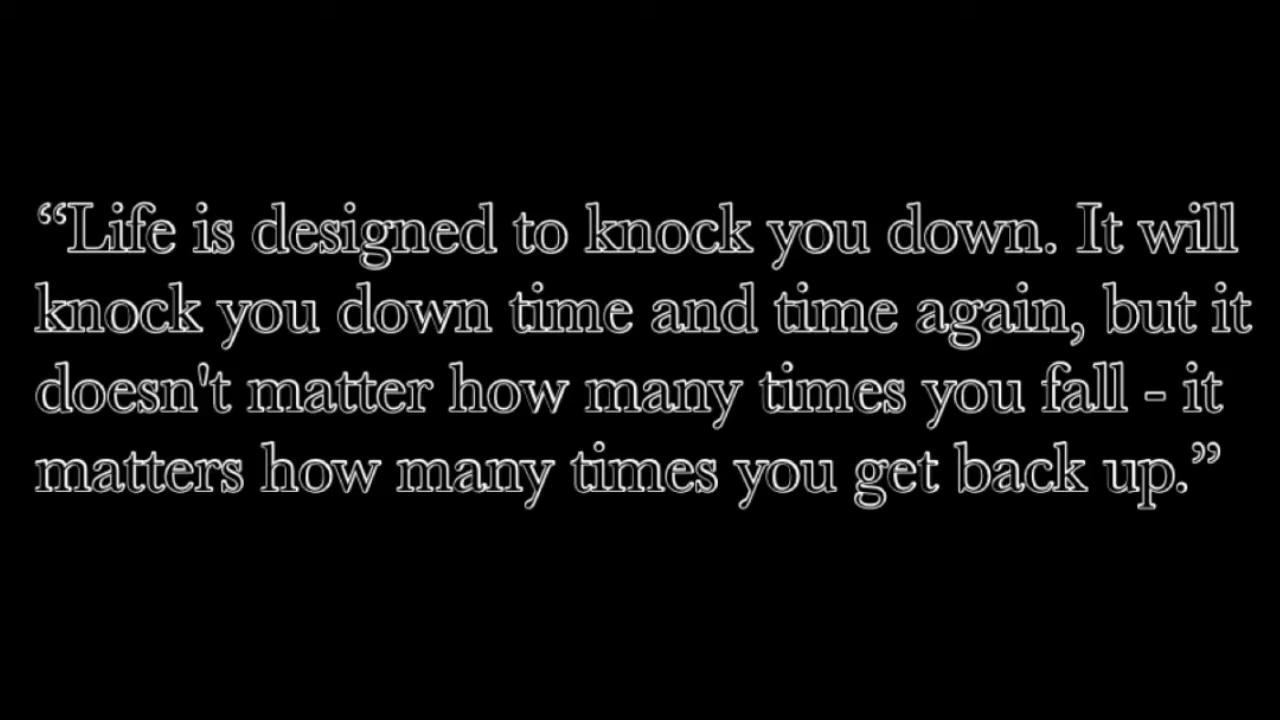 “Life is designed to knock you down. It will
knock you down time and time again, but it
doesn't matter how many times you fall - it
matters how many times you get back up.”